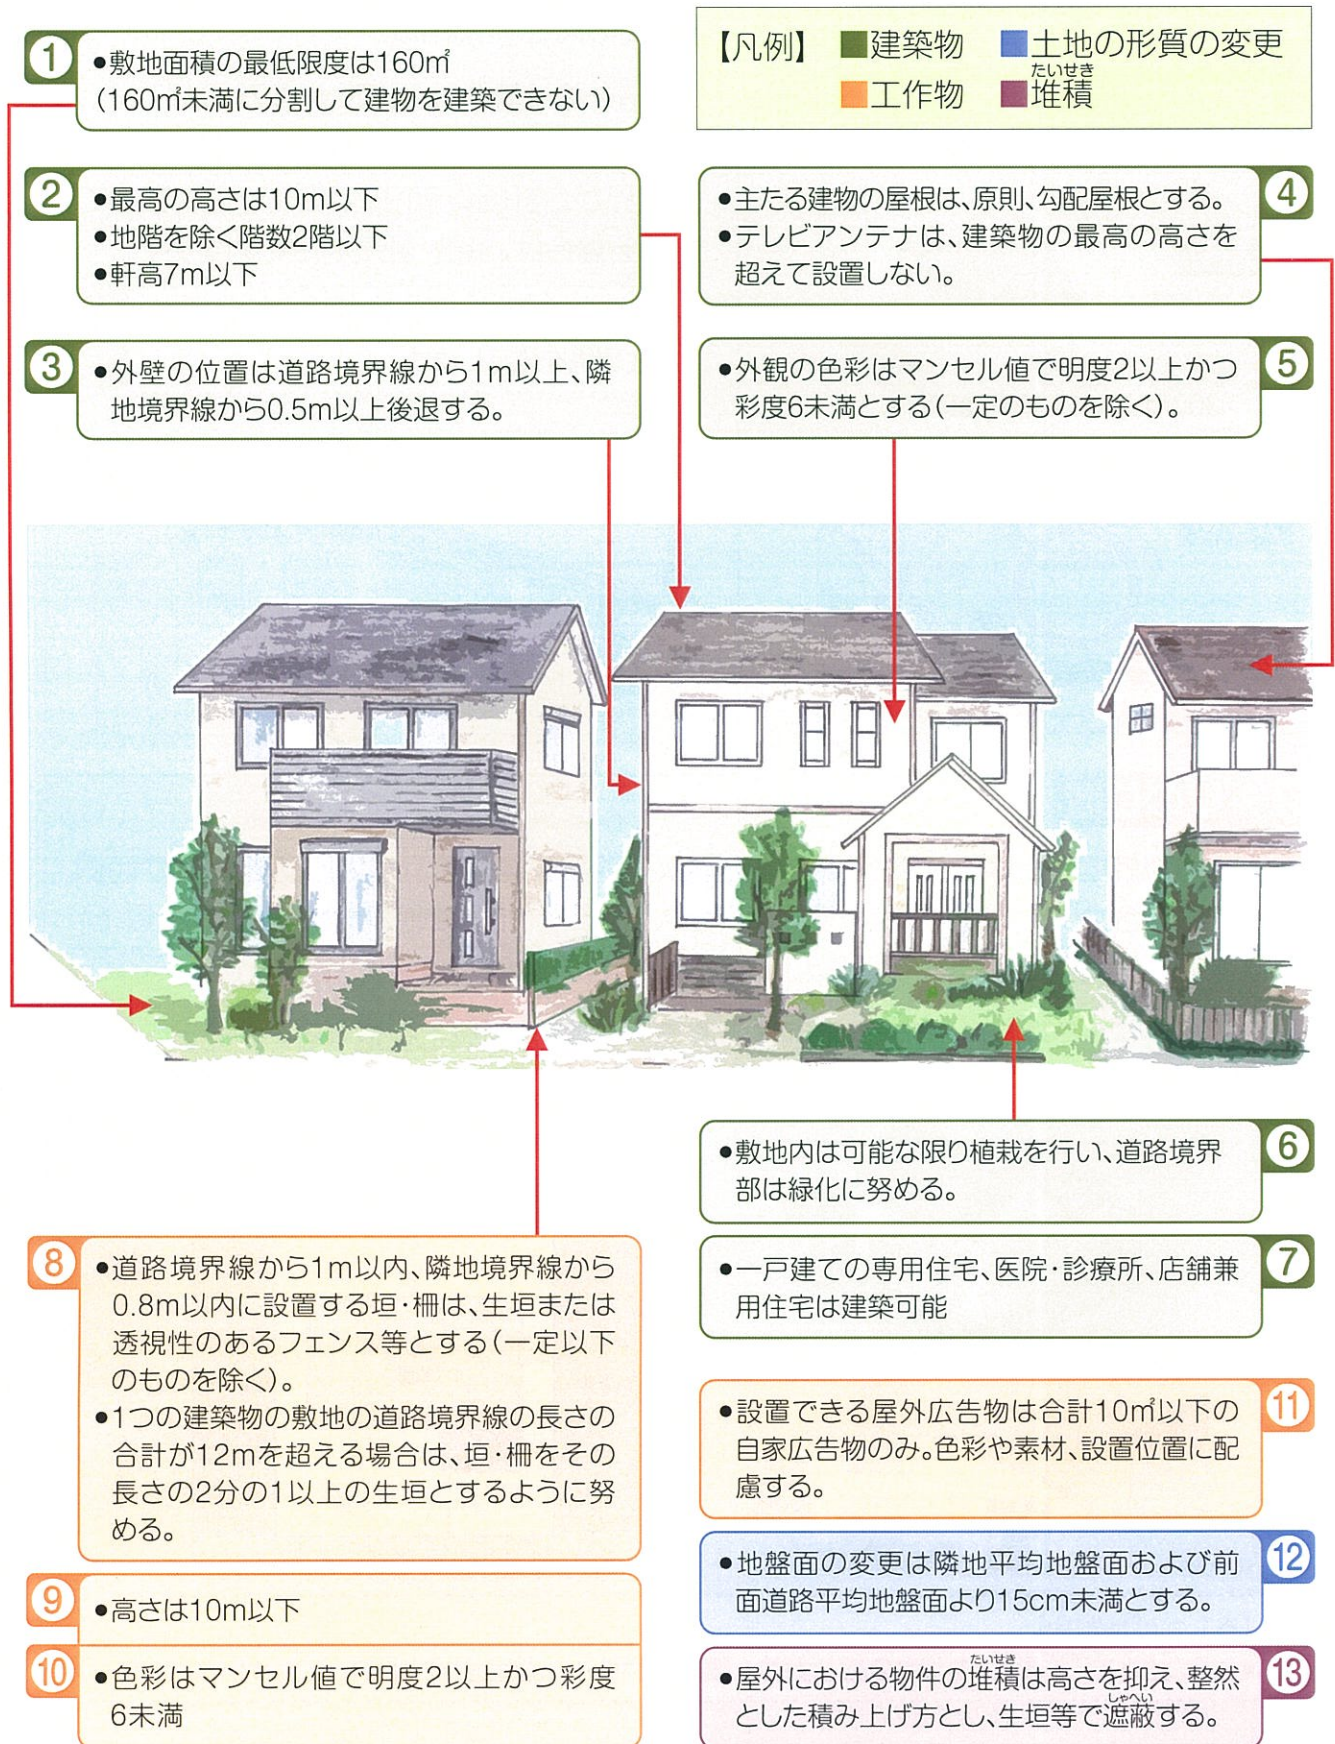 ①
●敷地面積の最低限度は160㎡
(160㎡未満に分割して建物を建築できない)
【凡例】 ■建築物 ■土地の形質の変更
たいせき
■工作物 ■堆積
②
●最高の高さは10m以下
●地階を除く階数2階以下
●軒高7m以下
③
●外壁の位置は道路境界線から1m以上、隣
地境界線から0.5m以上後退する。
④
●主たる建物の屋根は、原則、勾配屋根とする。
●テレビアンテナは、建築物の最高の高さを
超えて設置しない。
⑤
●外観の色彩はマンセル値で明度2以上かつ
彩度6未満とする(一定のものを除く)。
⑥
●敷地内は可能な限り植栽を行い、道路境界
部は緑化に努める。
⑦
●一戸建ての専用住宅、医院・診療所、店舗兼
用住宅は建築可能
⑧
●道路境界線から1m以内、隣地境界線から
0.8m以内に設置する垣・柵は、生垣または
透視性のあるフェンス等とする(一定以下
のものを除く)。
●1つの建築物の敷地の道路境界線の長さの
合計が12mを超える場合は、垣・柵をその
長さの2分の1以上の生垣とするように努
める。
⑨
●高さは10m以下
⑩
●色彩はマンセル値で明度2以上かつ彩度
6未満
⑪
●設置できる屋外広告物は合計10㎡以下の
自家広告物のみ。色彩や素材、設置位置に配
慮する。
⑫
●地盤面の変更は隣地平均地盤面および前
面道路平均地盤面より15cm未満とする。
⑬
たいせき
●屋外における物件の堆積は高さを抑え、整然
しゃへい
とした積み上げ方とし、生垣等で遮蔽する。